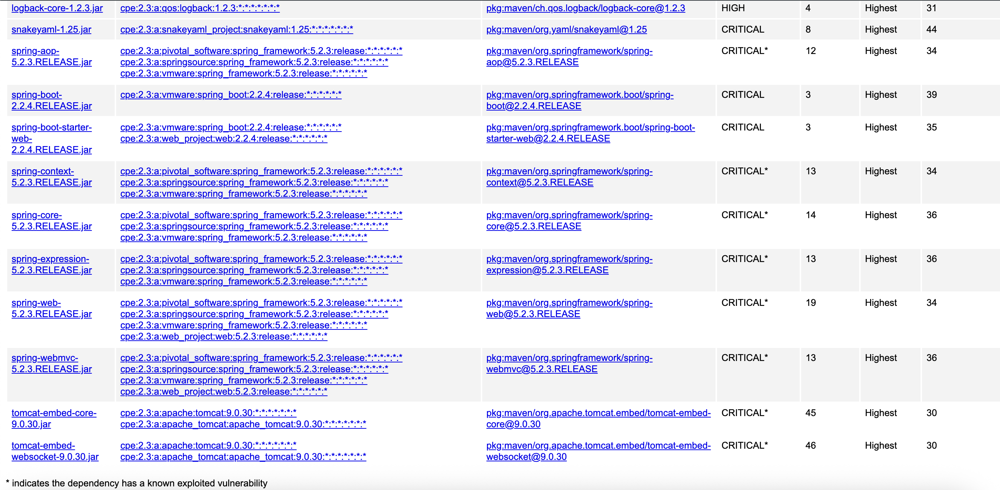 logback-core-1.2.3.jar cpe:2.3:a:qos:logback:1.2.3:*:*:*:*:*:*:* pkg:maven/ch.qos.logback/logback-core@1.2.3 HIGH 4 Highest 31
snakeyaml-1.25.jar cpe:2.3:a:snakeyaml_project:snakeyaml:1.25:*:*:*:*:*:*:* pkg:maven/org.yaml/snakeyaml@1.25 CRITICAL 8 Highest 44
spring-aop- cpe:2.3:a:pivotal_software:spring_framework:5.2.3:release:*:*:*:*:*:* pkg:maven/org.springframework/spring- CRITICAL* 12 Highest 34
5.2.3.RELEASE.jar cpe:2.3:a:springsource:spring_framework:5.2.3:release:*:*:*:*:*:* aop@5.2.3.RELEASE
cpe:2.3:a:vmware:spring_framework:5.2.3:release:*:*:*:*:*:*
spring-boot- cpe:2.3:a:vmware:spring_boot:2.2.4:release:*:*:*:*:*:* pkg:maven/org.springframework.boot/spring- CRITICAL 3 Highest 39
2.2.4.RELEASE.jar boot@2.2.4.RELEASE
spring-boot-starter- cpe:2.3:a:vmware:spring_boot:2.2.4:release:*:*:*:*:*:* pkg:maven/org.springframework.boot/spring-boot- CRITICAL 3 Highest 35
web- cpe:2.3:a:web_project:web:2.2.4:release:*:*:*:*:*:* starter-web@2.2.4.RELEASE
2.2.4.RELEASE.jar
spring-context- cpe:2.3:a:pivotal_software:spring_framework:5.2.3:release:*:*:*:*:*:* pkg:maven/org.springframework/spring- CRITICAL* 13 Highest 34
5.2.3.RELEASE.jar cpe:2.3:a:springsource:spring_framework:5.2.3:release:*:*:*:*:*:* context@5.2.3.RELEASE
cpe:2.3:a:vmware:spring_framework:5.2.3:release:*:*:*:*:*:*
spring-core- cpe:2.3:a:pivotal_software:spring_framework:5.2.3:release:*:*:*:*:*:* pkg:maven/org.springframework/spring- CRITICAL* 14 Highest 36
5.2.3.RELEASE.jar cpe:2.3:a:springsource:spring_framework:5.2.3:release:*:*:*:*:*:* core@5.2.3.RELEASE
cpe:2.3:a:vmware:spring_framework:5.2.3:release:*:*:*:*:*:*
spring-expression- cpe:2.3:a:pivotal_software:spring_framework:5.2.3:release:*:*:*:*:*:* pkg:maven/org.springframework/spring- CRITICAL* 13 Highest 36
5.2.3.RELEASE.jar cpe:2.3:a:springsource:spring_framework:5.2.3:release:*:*:*:*:*:* expression@5.2.3.RELEASE
cpe:2.3:a:vmware:spring_framework:5.2.3:release:*:*:*:*:*:*
spring-web- cpe:2.3:a:pivotal_software:spring_framework:5.2.3:release:*:*:*:*:*:* pkg:maven/org.springframework/spring- CRITICAL* 19 Highest 34
5.2.3.RELEASE.jar cpe:2.3:a:springsource:spring_framework:5.2.3:release:*:*:*:*:*:* web@5.2.3.RELEASE
cpe:2.3:a:vmware:spring_framework:5.2.3:release:*:*:*:*:*:*
cpe:2.3:a:web_project:web:5.2.3:release:*:*:*:*:*:*
spring-webmvc- cpe:2.3:a:pivotal_software:spring_framework:5.2.3:release:*:*:*:*:*:* pkg:maven/org.springframework/spring- CRITICAL* 13 Highest 36
5.2.3.RELEASE.jar cpe:2.3:a:springsource:spring_framework:5.2.3:release:*:*:*:*:*:* webmvc@5.2.3.RELEASE
cpe:2.3:a:vmware:spring_framework:5.2.3:release:*:*:*:*:*:*
cpe:2.3:a:web_project:web:5.2.3:release:*:*:*:*:*:*
tomcat-embed-core- cpe:2.3:a:apache:tomcat:9.0.30:*:*:*:*:*:*:* pkg:maven/org.apache.tomcat.embed/tomcat-embed- CRITICAL* 45 Highest 30
9.0.30.jar cpe:2.3:a:apache_tomcat:apache_tomcat:9.0.30:*:*:*:*:*:*:* core@9.0.30
tomcat-embed- cpe:2.3:a:apache:tomcat:9.0.30:*:*:*:*:*:*:* pkg:maven/org.apache.tomcat.embed/tomcat-embed- CRITICAL* 46 Highest 30
websocket-9.0.30.jar cpe:2.3:a:apache_tomcat:apache_tomcat:9.0.30:*:*:*:*:*:*:* websocket@9.0.30
* indicates the dependency has a known exploited vulnerability